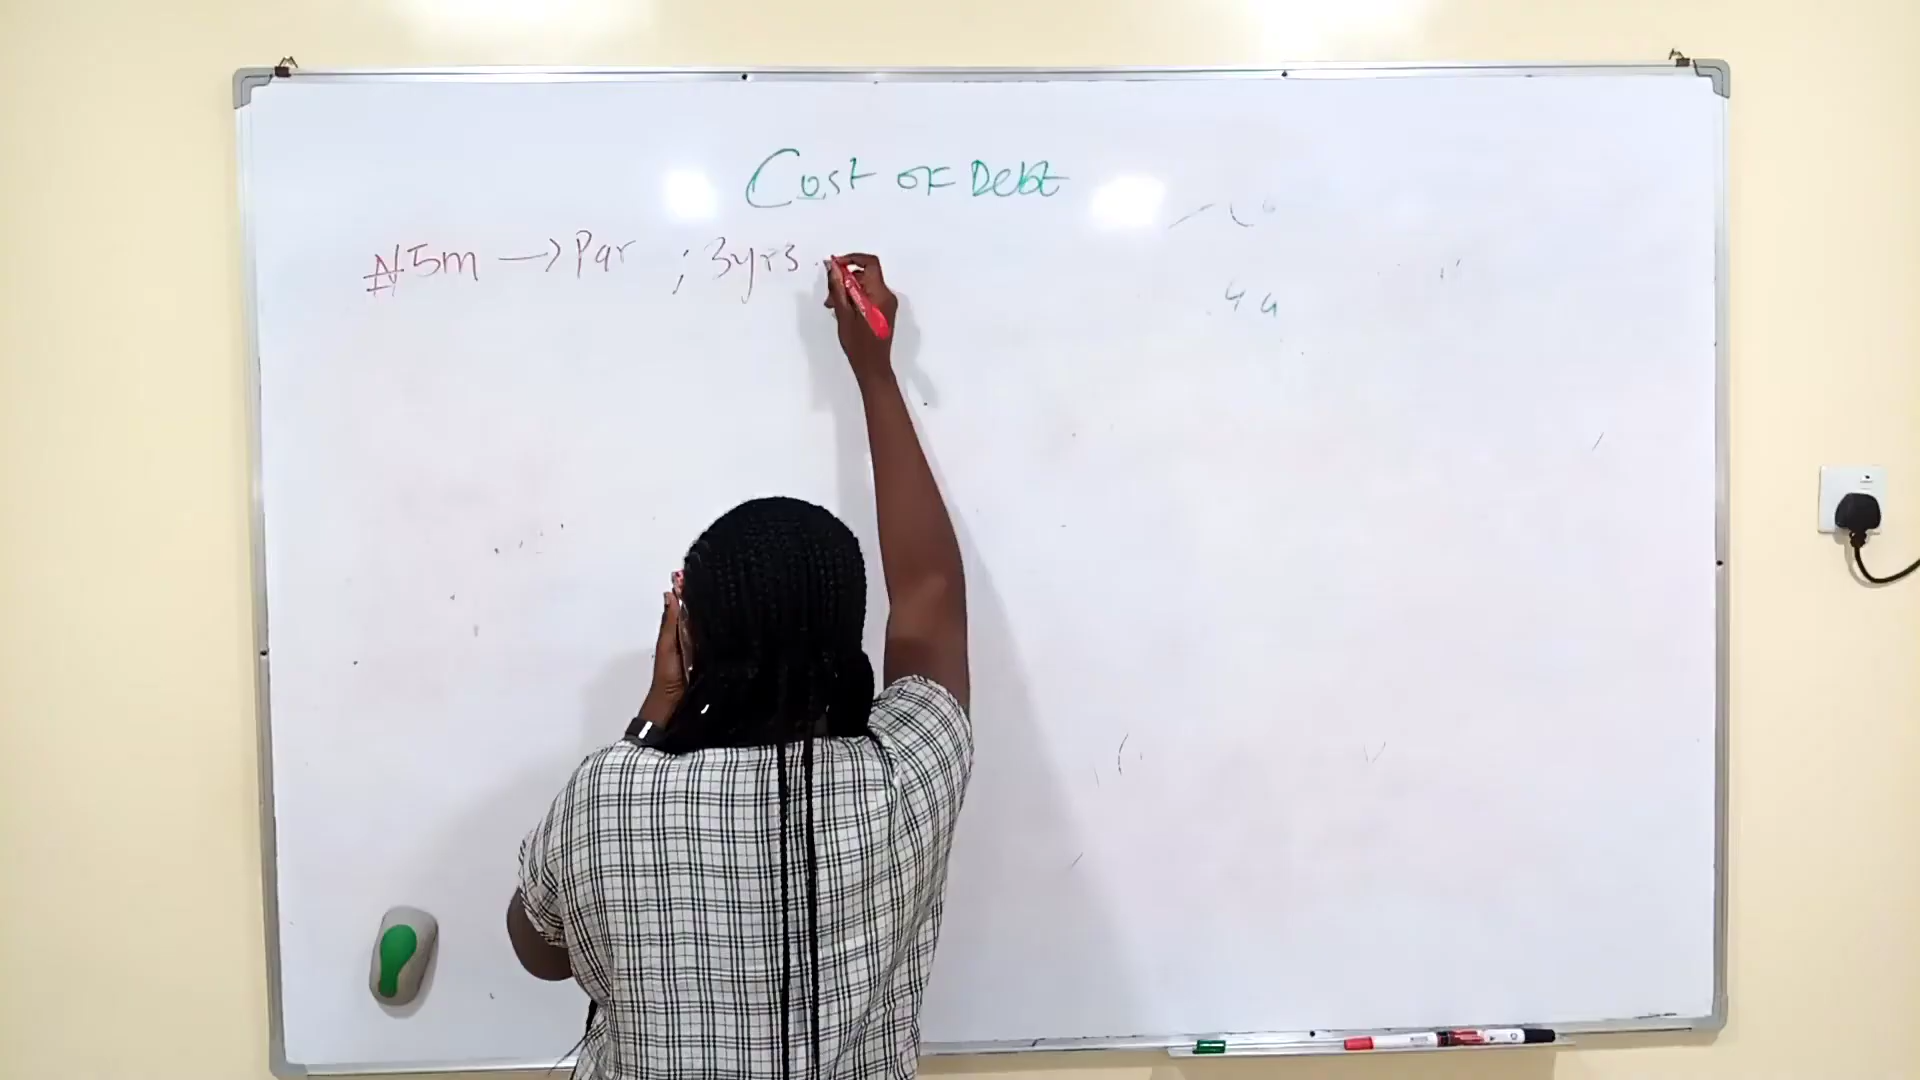 Cost of Debt
₦5m → Par ; 3yrs